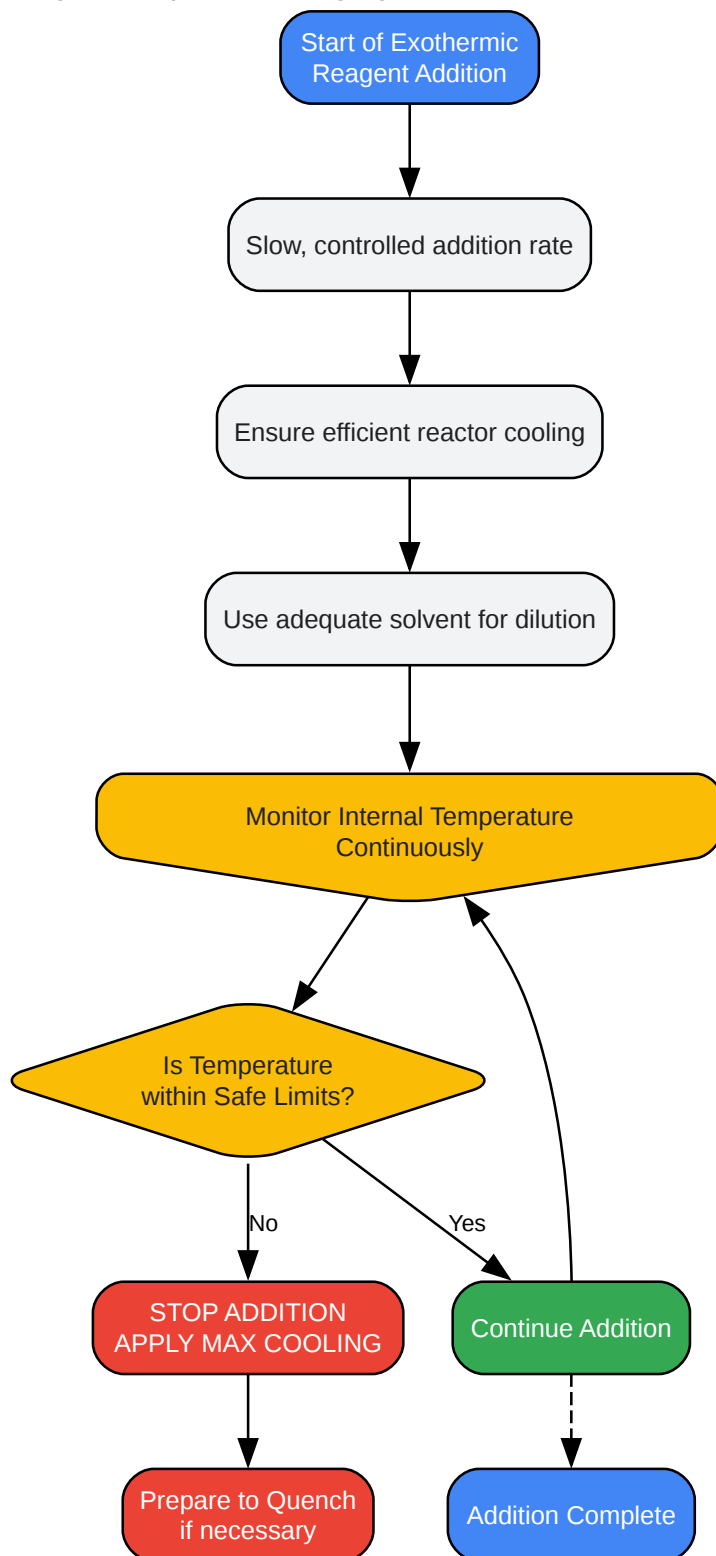 Start of Exothermic
Reagent Addition
Slow, controlled addition rate
Ensure efficient reactor cooling
Use adequate solvent for dilution
Monitor Internal Temperature
Continuously
Is Temperature
within Safe Limits?
No
Yes
STOP ADDITION
APPLY MAX COOLING
Continue Addition
Prepare to Quench
if necessary
Addition Complete